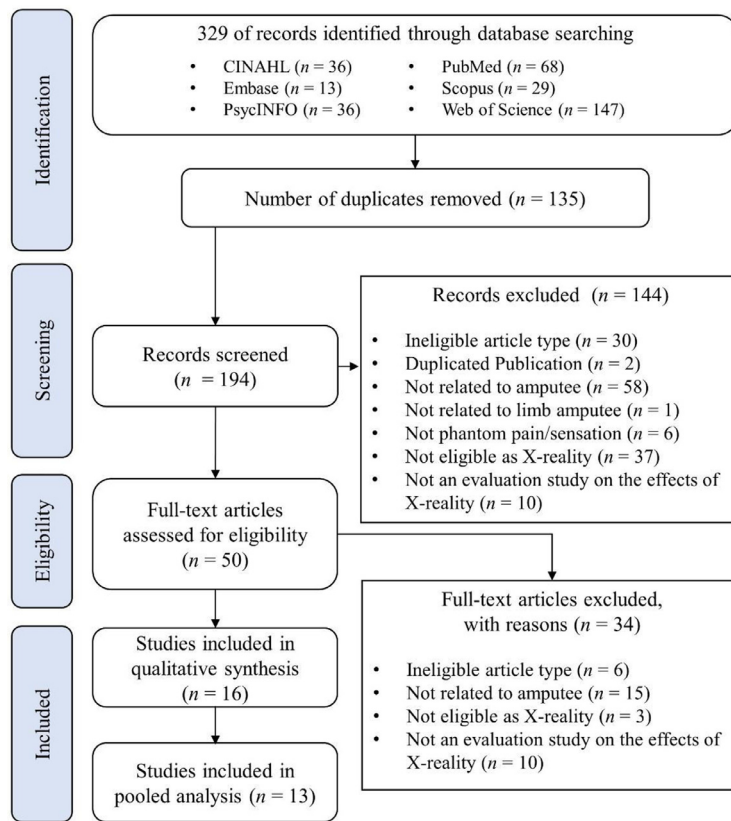 329 of records identified through database searching
CINAHL (n = 36)
Embase (n = 13)
PsycINFO (n = 36)
PubMed (n = 68)
Scopus (n = 29)
Web of Science (n = 147)
Identification
Number of duplicates removed (n = 135)
Screening
Records screened
(n = 194)
Records excluded (n = 144)
• Ineligible article type (n = 30)
• Duplicated Publication (n = 2)
• Not related to amputee (n = 58)
• Not related to limb amputee (n = 1)
• Not phantom pain/sensation (n = 6)
• Not eligible as X-reality (n = 37)
• Not an evaluation study on the effects of
X-reality (n = 10)
Eligibility
Full-text articles
assessed for eligibility
(n = 50)
Full-text articles excluded,
with reasons (n = 34)
• Ineligible article type (n = 6)
• Not related to amputee (n = 15)
• Not eligible as X-reality (n = 3)
• Not an evaluation study on the effects of
X-reality (n = 10)
Included
Studies included in
qualitative synthesis
(n = 16)
Studies included in
pooled analysis (n = 13)